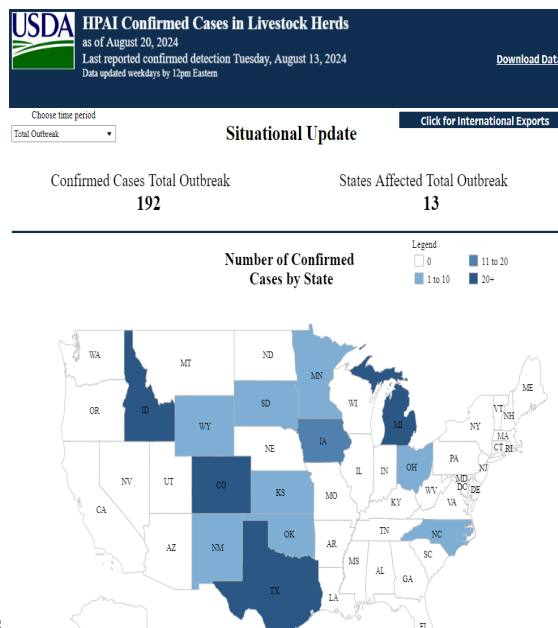 USDA
HPAI Confirmed Cases in Livestock Herds
as of August 20, 2024
Last reported confirmed detection Tuesday, August 13, 2024
Data updated weekdays by 12pm Eastern
Download Data
Choose time period
Total Outbreak
Situational Update
Click for International Exports
Confirmed Cases Total Outbreak
192
States Affected Total Outbreak
13
Number of Confirmed
Cases by State
Legend
0
11 to 20
1 to 10
20+
WA
MT
ND
MN
ME
OR
ID
SD
WI
MI
VT
NH
NY
WY
MA
CT RI
IA
NE
PA
NJ
NV
UT
CO
IL
IN
OH
MD
DE
DC
CA
KS
MO
WV
VA
KY
AZ
NM
OK
AR
TN
NC
SC
MS
AL
GA
TX
LA
FL